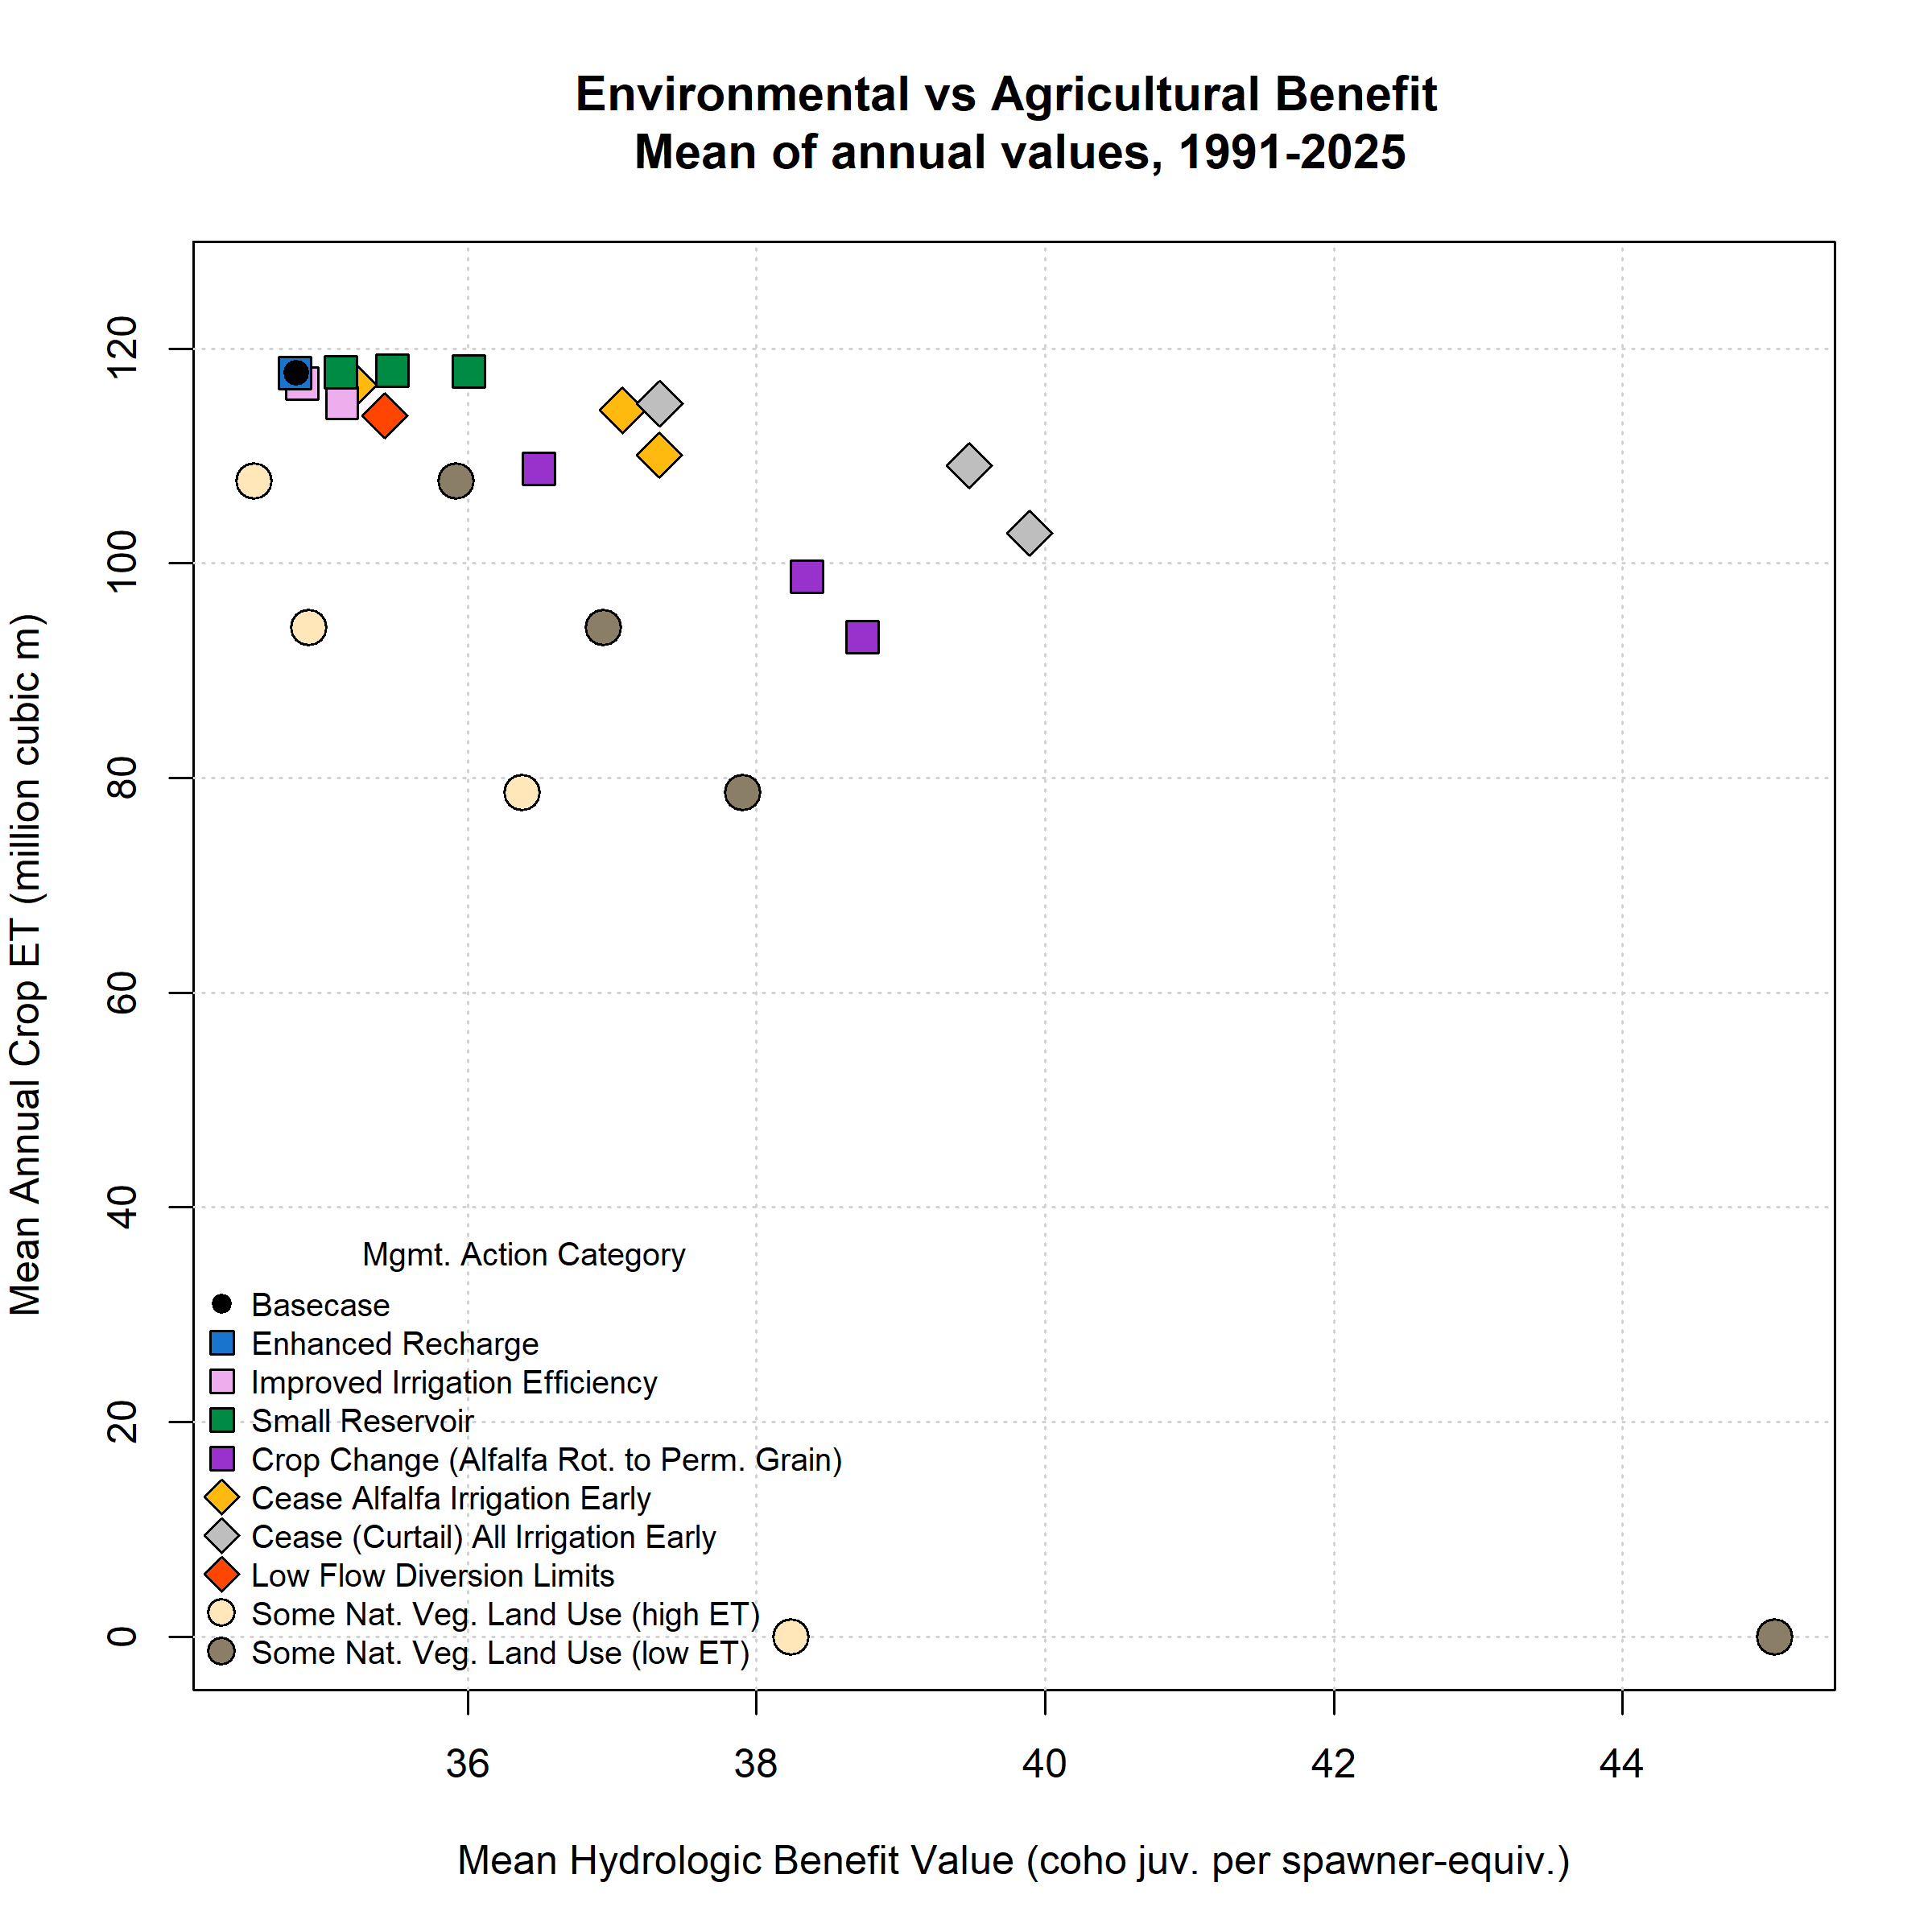 Environmental vs Agricultural Benefit
Mean of annual values, 1991-2025
Mean Annual Crop ET (million cubic m)
120
100
80
60
40
20
0
Mgmt. Action Category
Basecase
Enhanced Recharge
Improved Irrigation Efficiency
Small Reservoir
Crop Change (Alfalfa Rot. to Perm. Grain)
Cease Alfalfa Irrigation Early
Cease (Curtail) All Irrigation Early
Low Flow Diversion Limits
Some Nat. Veg. Land Use (high ET)
Some Nat. Veg. Land Use (low ET)
36 38 40 42 44
Mean Hydrologic Benefit Value (coho juv. per spawner-equiv.)